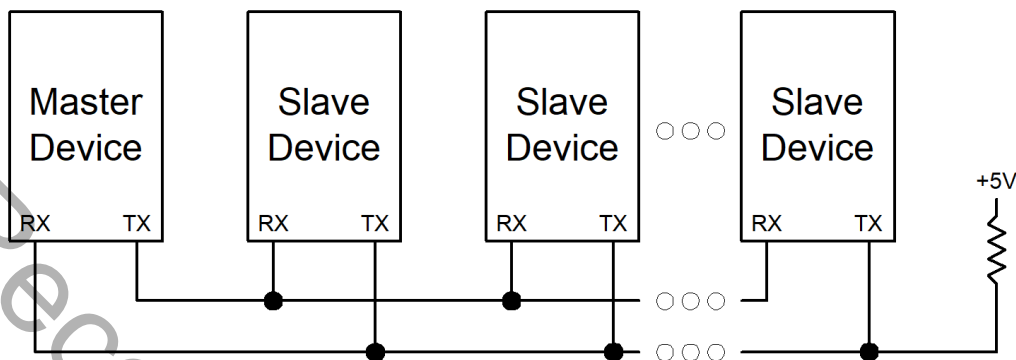 Master
Device
RX TX
Slave
Device
RX TX
Slave
Device
RX TX
Slave
Device
RX TX
+5V